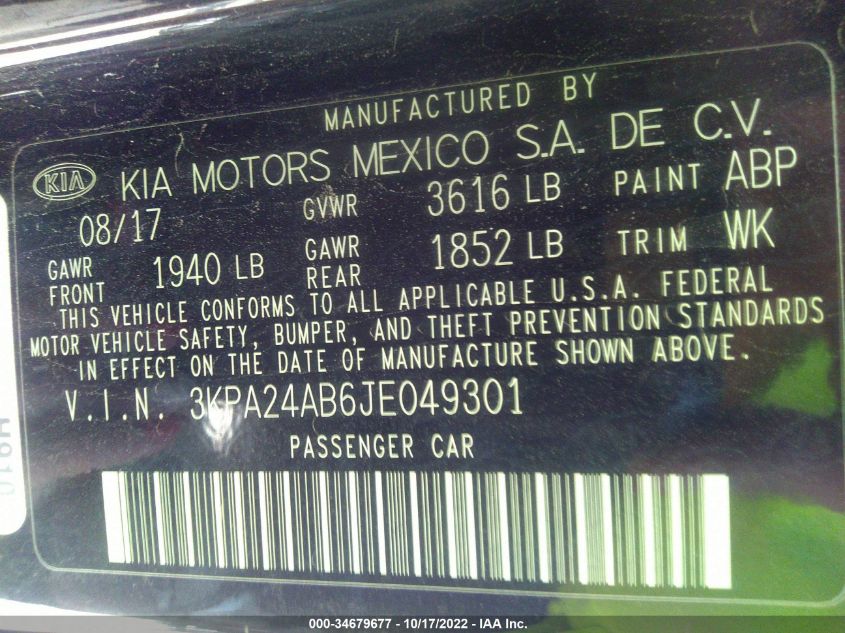 MANUFACTURED BY
KIA KIA MOTORS MEXICO S.A. DE C.V.
08/17 GVWR 3616 LB PAINT ABP
GAWR FRONT 1940 LB GAWR REAR 1852 LB TRIM WK
THIS VEHICLE CONFORMS TO ALL APPLICABLE U.S.A. FEDERAL
MOTOR VEHICLE SAFETY, BUMPER, AND THEFT PREVENTION STANDARDS
IN EFFECT ON THE DATE OF MANUFACTURE SHOWN ABOVE.
V.I.N. 3KPA24AB6JE049301
PASSENGER CAR
000-34679677 - 10/17/2022 - IAA Inc.